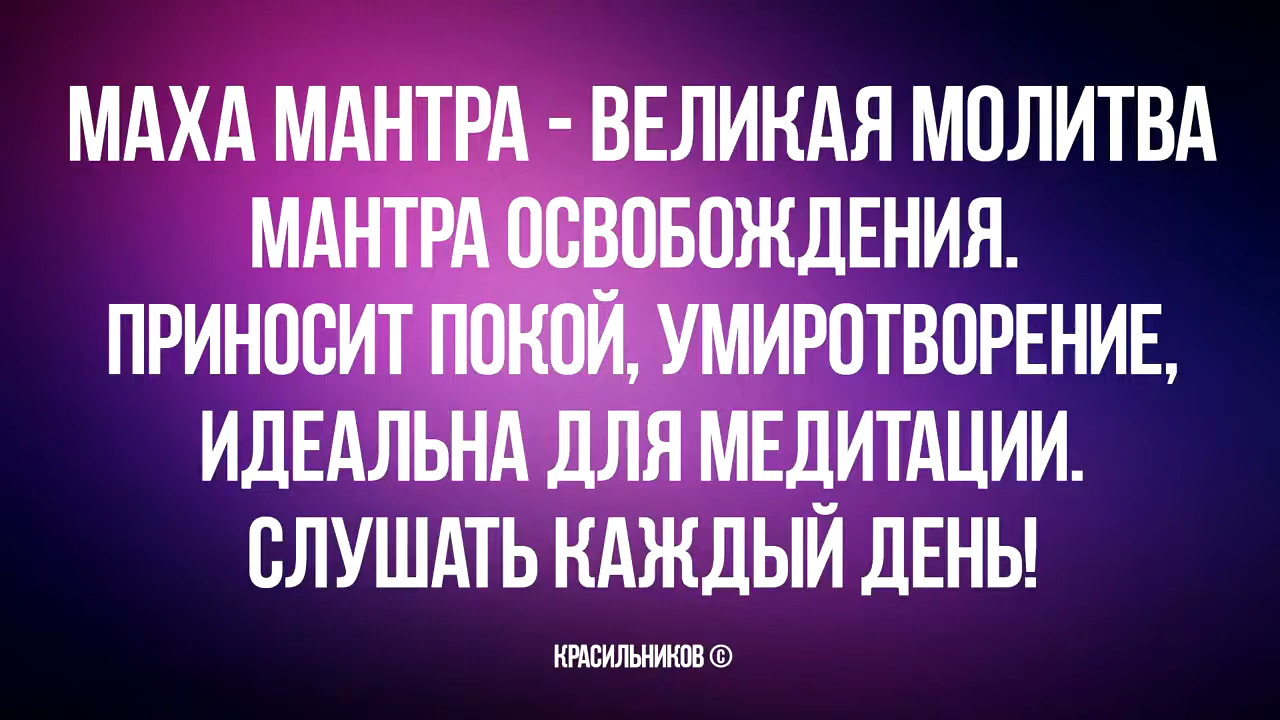 МАХА МАНТРА - ВЕЛИКАЯ МОЛИТВА
МАНТРА ОСВОБОЖДЕНИЯ.
ПРИНОСИТ ПОКОЙ, УМИРОТВОРЕНИЕ,
ИДЕАЛЬНА ДЛЯ МЕДИТАЦИИ.
СЛУШАТЬ КАЖДЫЙ ДЕНЬ!
КРАСИЛЬНИКОВ ©